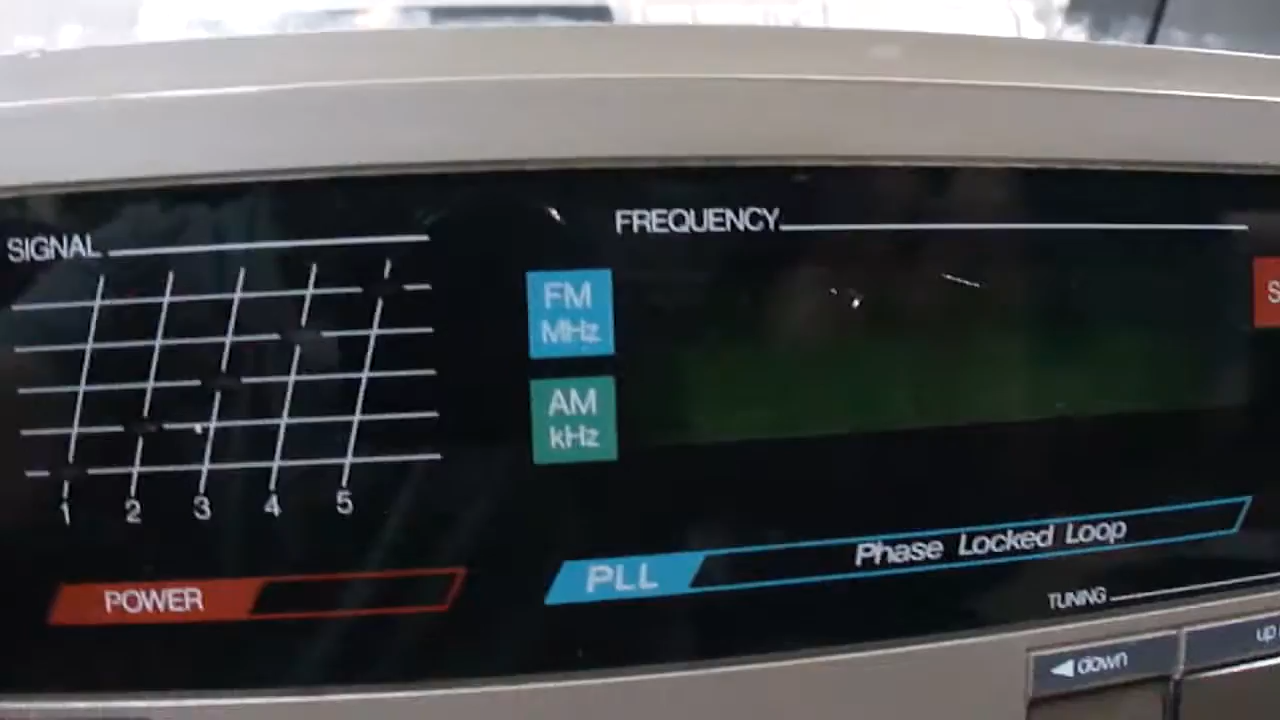 SIGNAL
FREQUENCY
FM
MHz
AM
kHz
1 2 3 4 5
POWER
PLL Phase Locked Loop
TUNING
◀down
up